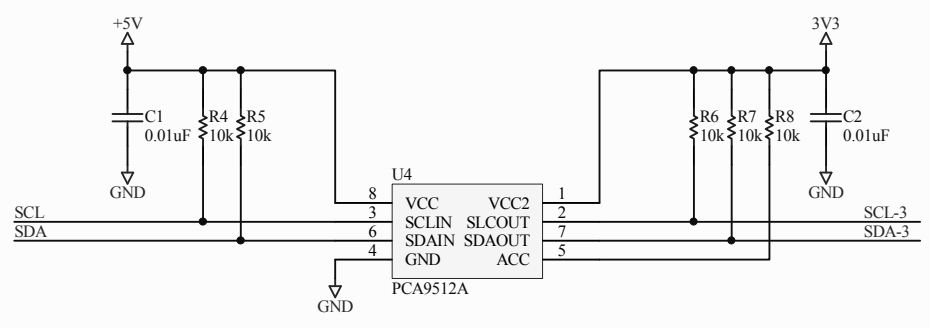 +5V 3V3
C1 R4 R5 R6 R7 R8 C2
0.01uF 10k 10k 10k 10k 10k 0.01uF
GND GND
U4
8 VCC VCC2 1
SCL 3 SCLIN SLCOUT 2 SCL-3
SDA 6 SDAIN SDAOUT 7 SDA-3
4 GND ACC 5
PCA9512A
GND